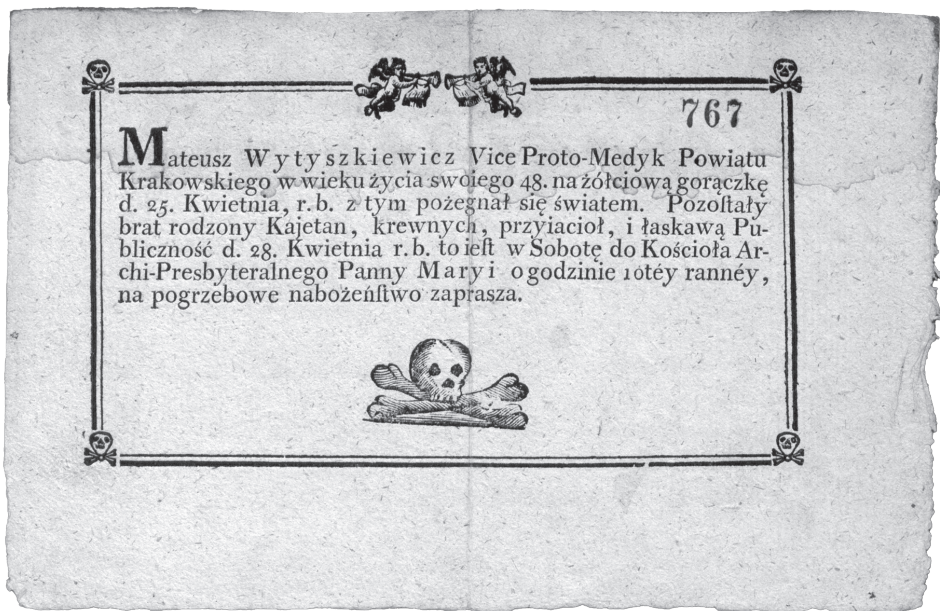 767
Mateusz Wytyszkiewicz Vice Proto-Medyk Powiatu
Krakowskiego w wieku życia swoiego 48. na żółciową gorączkę
d. 25. Kwietnia, r. b. z tym pożegnał się światem. Pozoſtały
brat rodzony Kajetan, krewnych, przyiacioł, i łaskawą Pu-
bliczność d. 28. Kwietnia r. b. to ieſt w Sobotę do Kościoła Ar-
chi-Presbyteralnego Panny Maryi o godzinie 10téy rannéy,
na pogrzebowe nabożeńſtwo zaprasza.